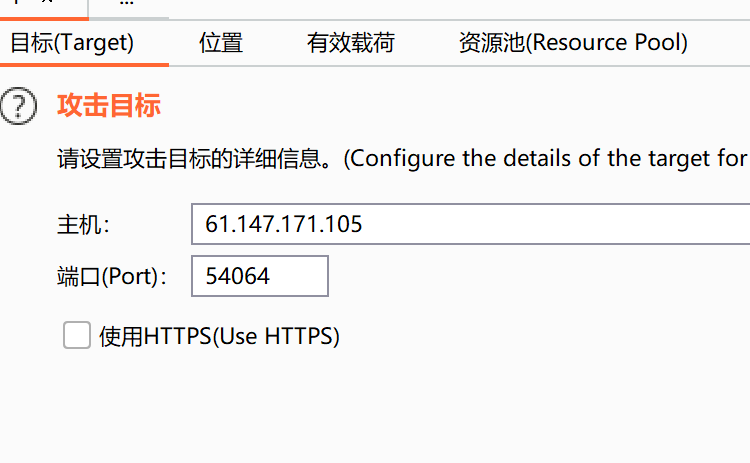 目标(Target) 位置 有效载荷 资源池(Resource Pool)
? 攻击目标
请设置攻击目标的详细信息。(Configure the details of the target for
主机: 61.147.171.105
端口(Port): 54064
使用HTTPS(Use HTTPS)